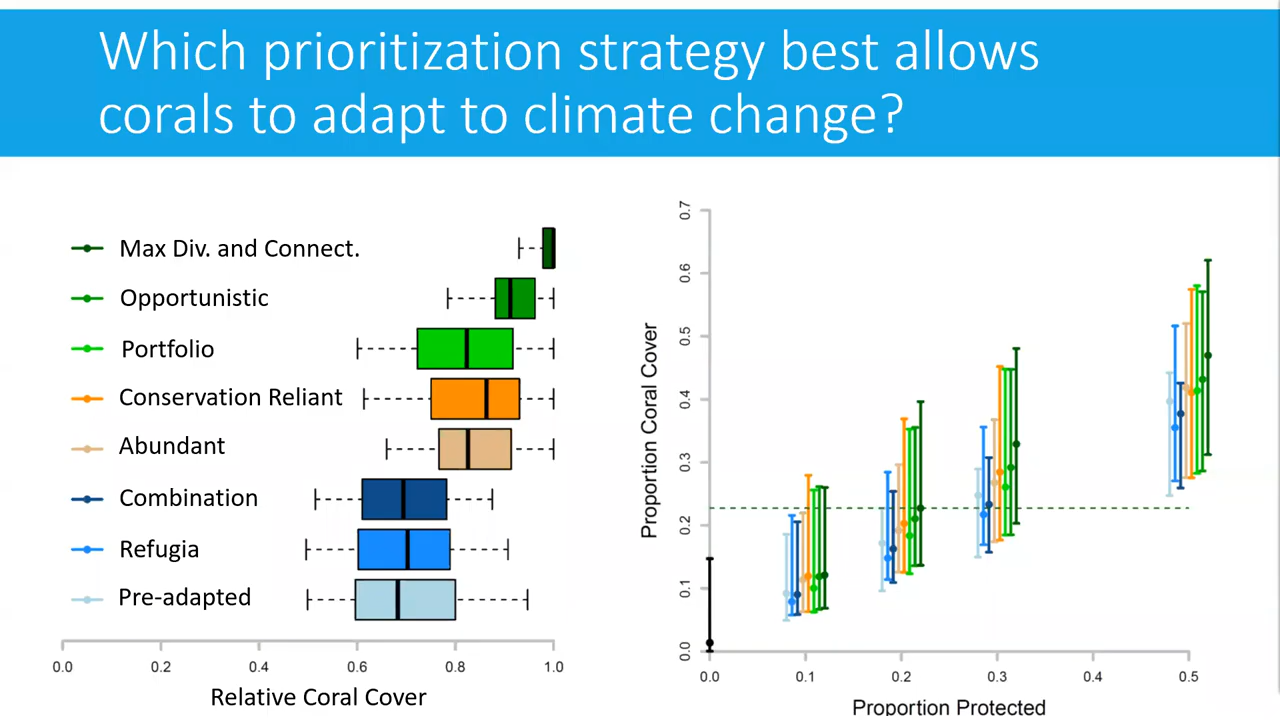 Which prioritization strategy best allows
corals to adapt to climate change?
Max Div. and Connect.
Opportunistic
Portfolio
Conservation Reliant
Abundant
Combination
Refugia
Pre-adapted
0.0 0.2 0.4 0.6 0.8 1.0
Relative Coral Cover
Proportion Coral Cover
0.7
0.6
0.5
0.4
0.3
0.2
0.1
0.0
0.0 0.1 0.2 0.3 0.4 0.5
Proportion Protected